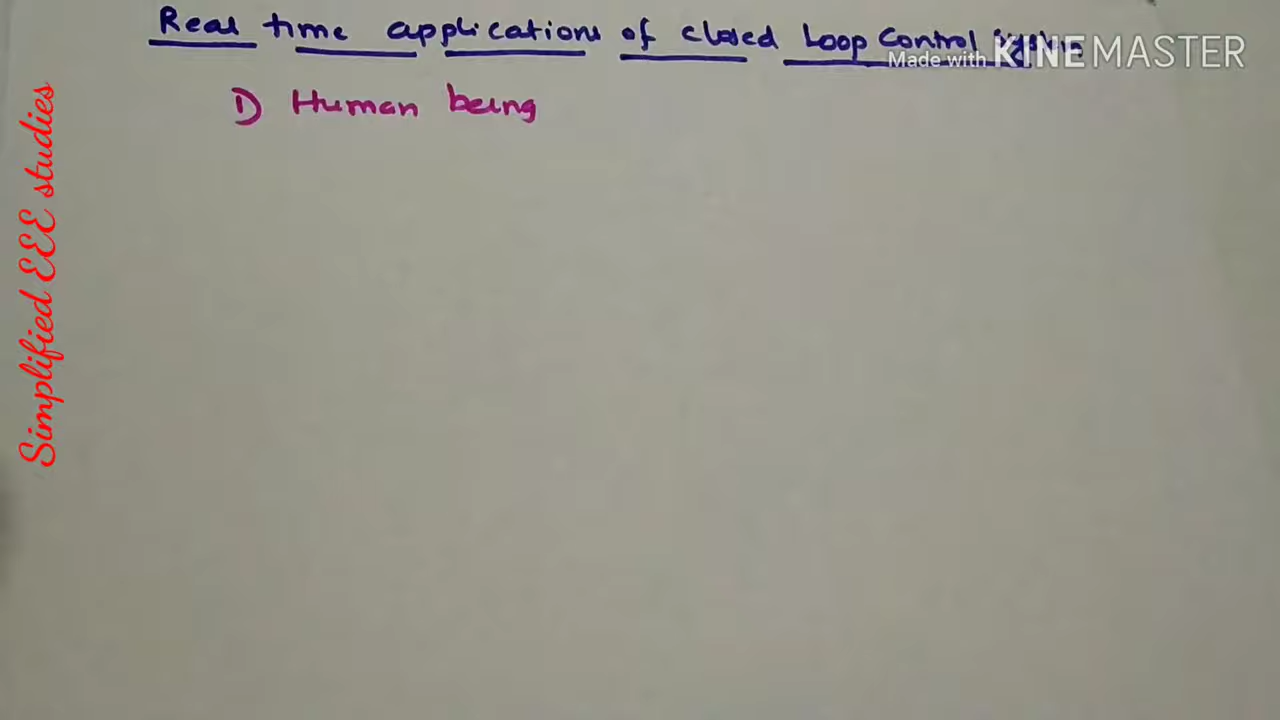 Real time applications of closed Loop Control
Made with KINEMASTER
1) Human being
Simplified EEE studies